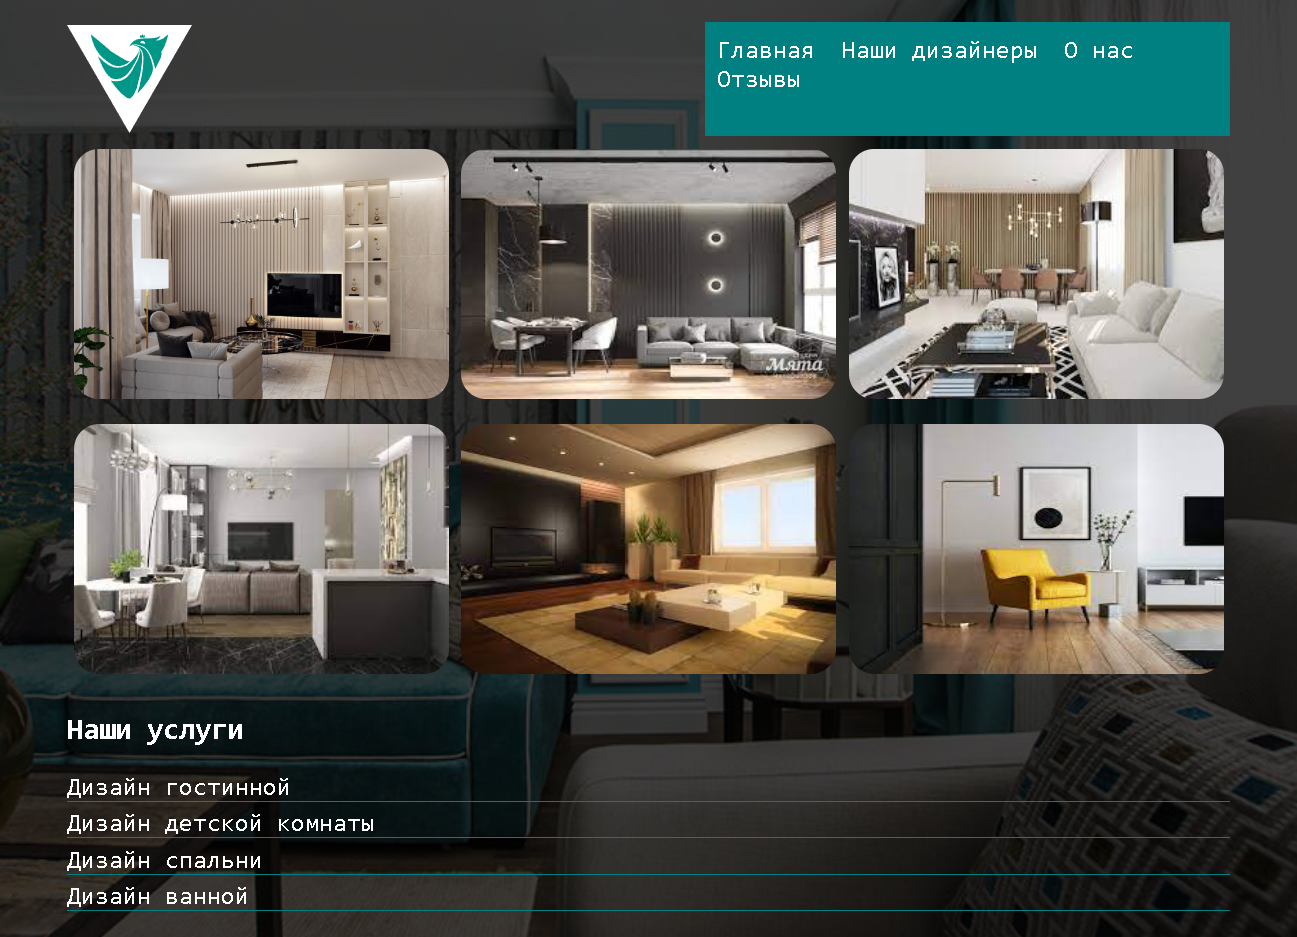 Главная Наши дизайнеры О нас
Отзывы
Мята
Наши услуги
Дизайн гостинной
Дизайн детской комнаты
Дизайн спальни
Дизайн ванной